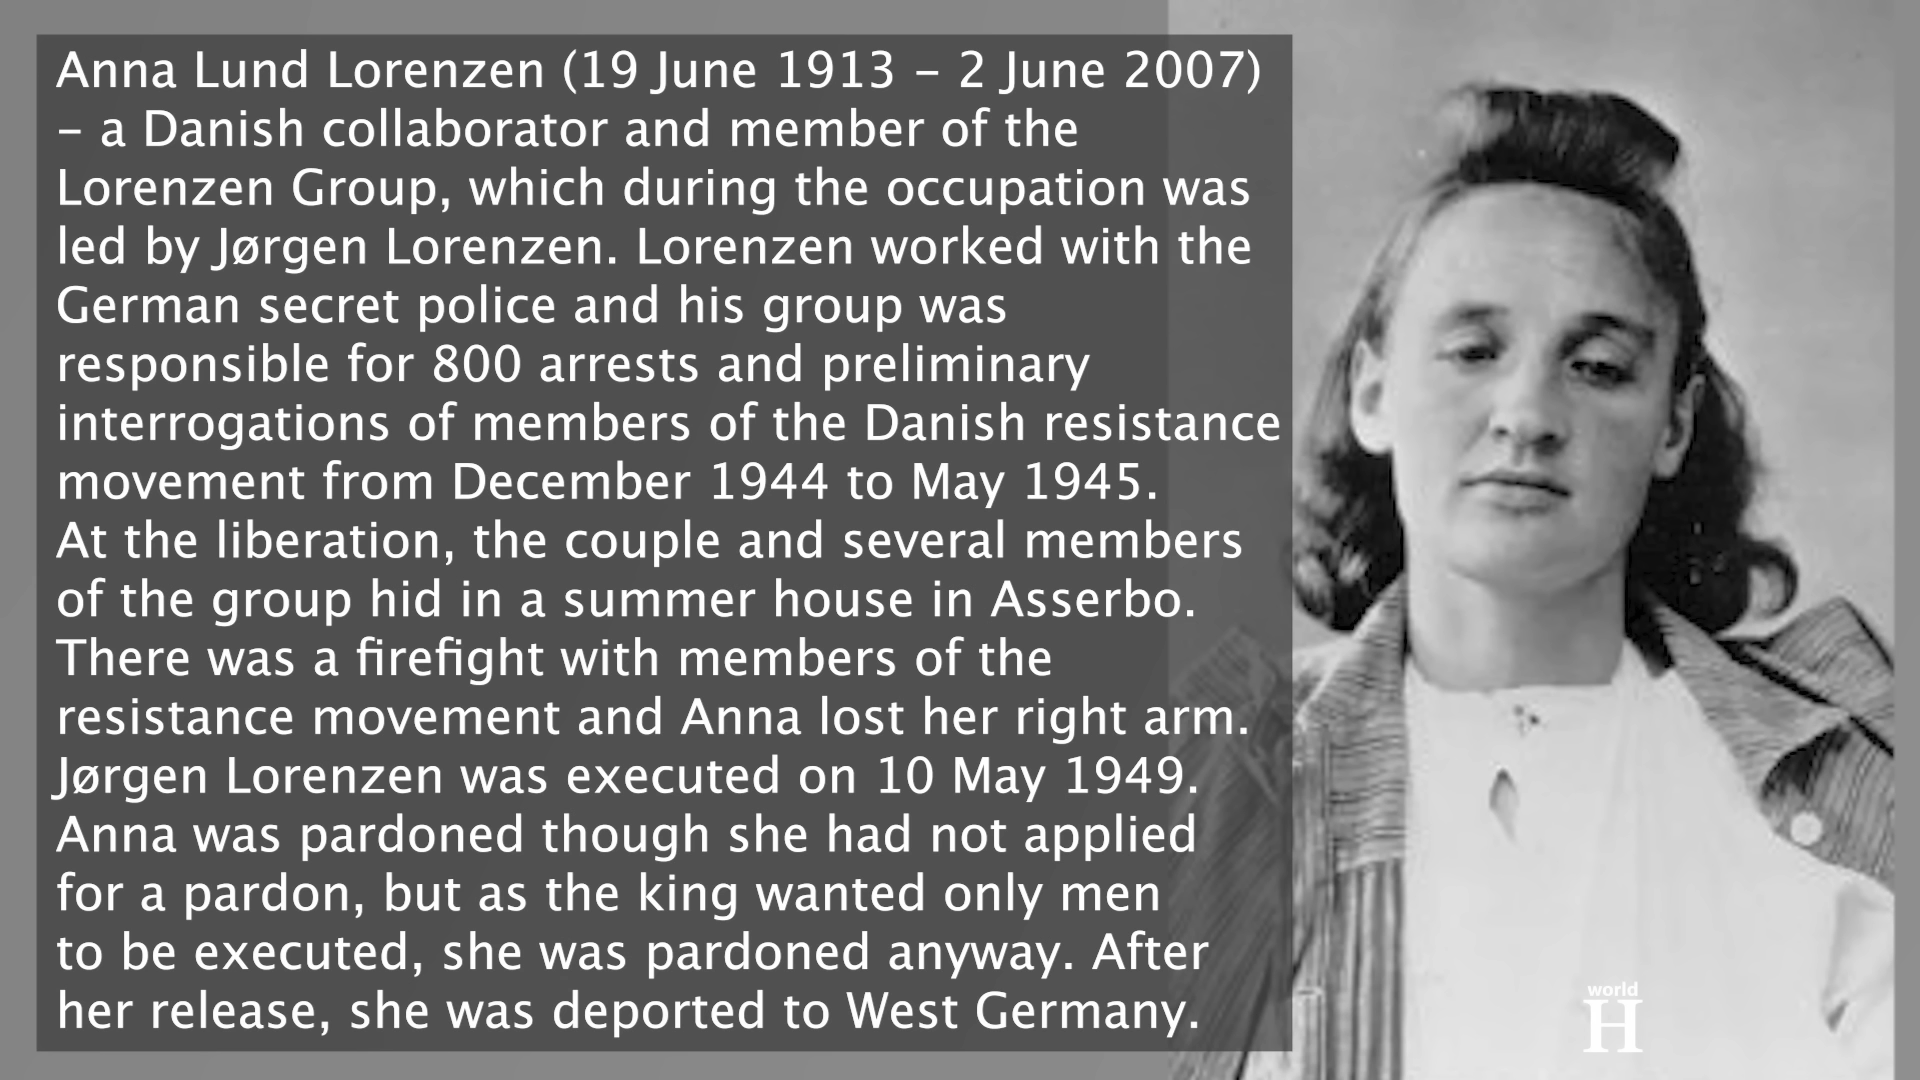 Anna Lund Lorenzen (19 June 1913 – 2 June 2007)
– a Danish collaborator and member of the
Lorenzen Group, which during the occupation was
led by Jørgen Lorenzen. Lorenzen worked with the
German secret police and his group was
responsible for 800 arrests and preliminary
interrogations of members of the Danish resistance
movement from December 1944 to May 1945.
At the liberation, the couple and several members
of the group hid in a summer house in Asserbo.
There was a firefight with members of the
resistance movement and Anna lost her right arm.
Jørgen Lorenzen was executed on 10 May 1949.
Anna was pardoned though she had not applied
for a pardon, but as the king wanted only men
to be executed, she was pardoned anyway. After
her release, she was deported to West Germany.
world
H